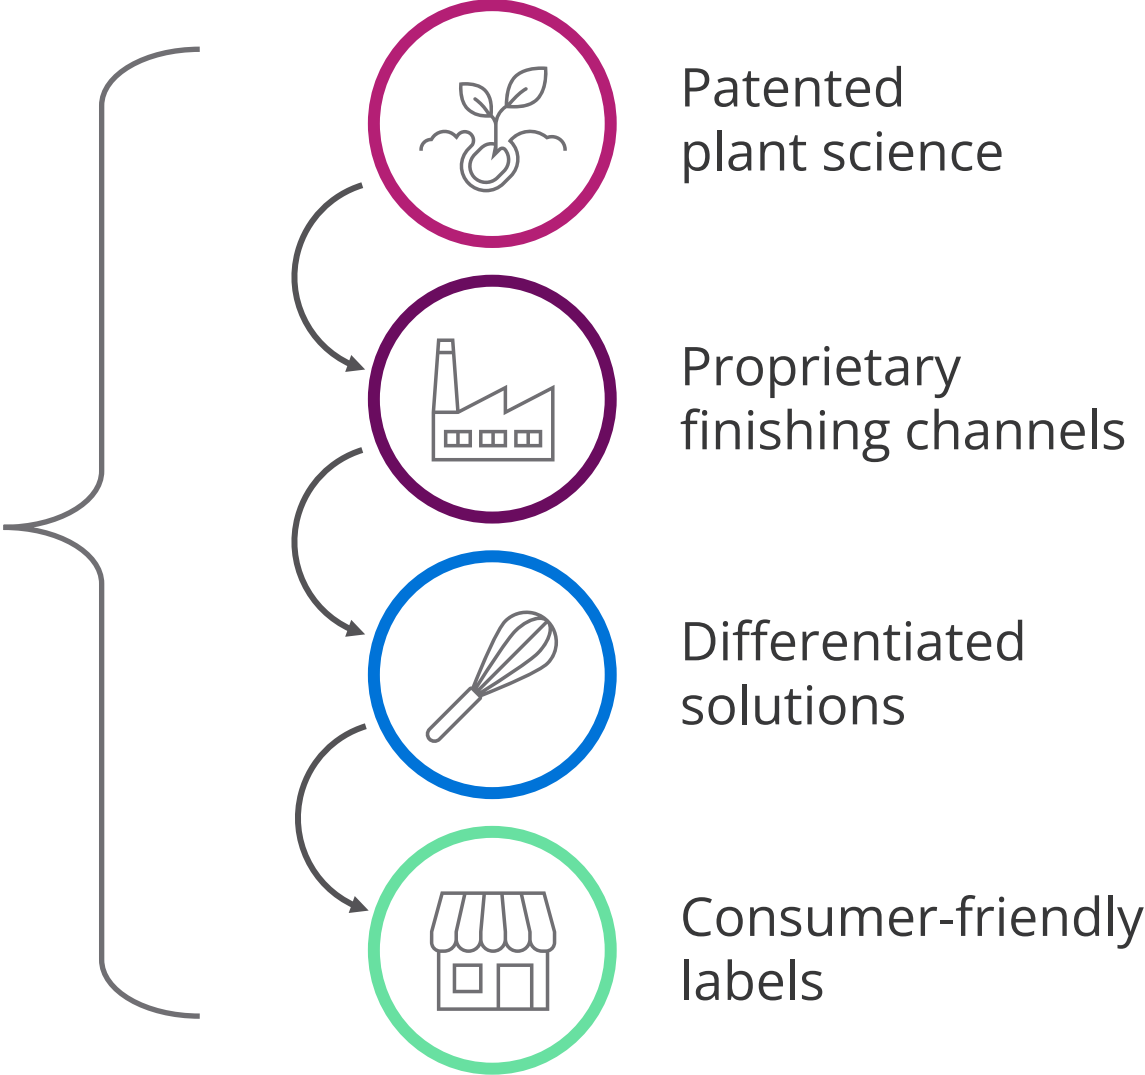 Patented
plant science
Proprietary
finishing channels
Differentiated
solutions
Consumer-friendly
labels